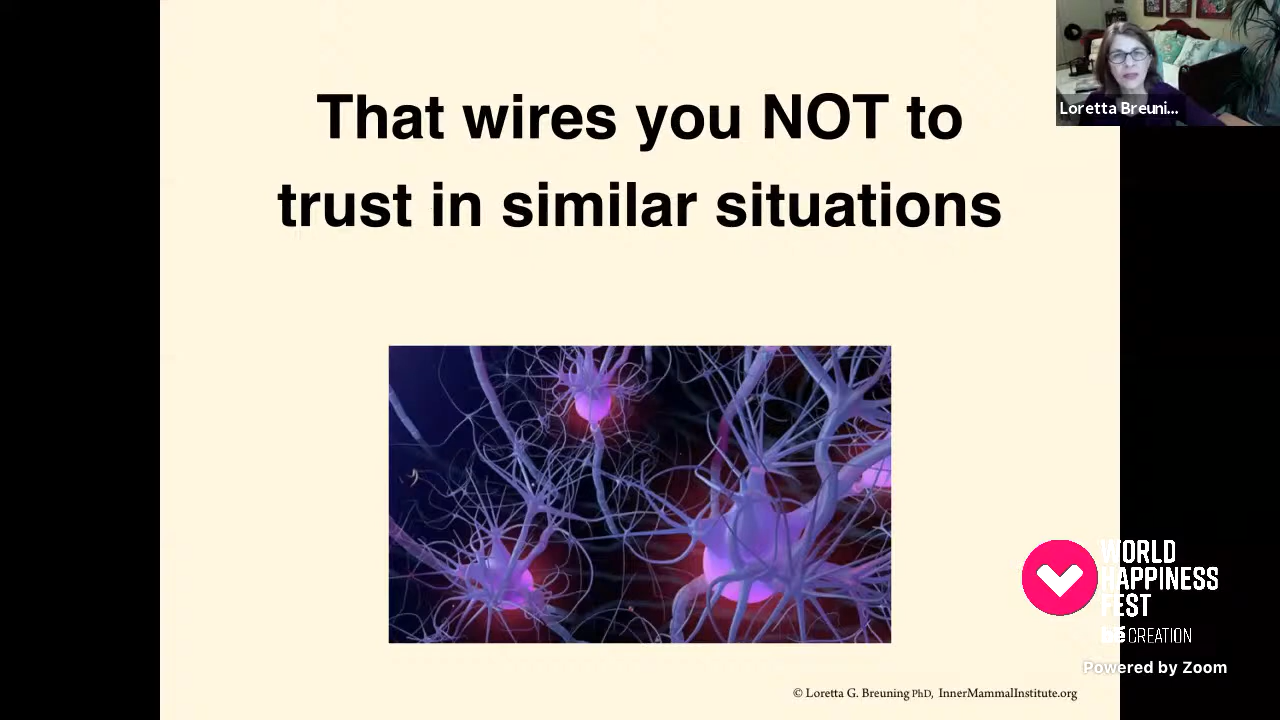 That wires you NOT to
trust in similar situations
Loretta Breuni...
WORLD
HAPPINESS
FEST
bé CREATION
Powered by Zoom
© Loretta G. Breuning PhD, InnerMammalInstitute.org